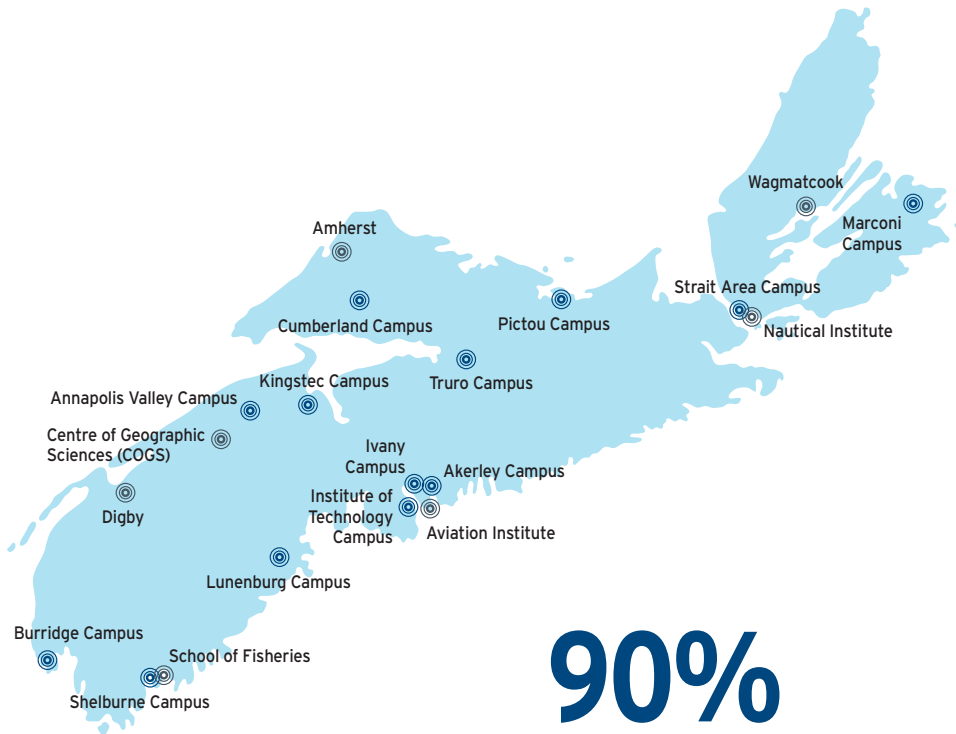 Wagmatcook
Marconi
Campus
Amherst
Strait Area Campus
Nautical Institute
Cumberland Campus
Pictou Campus
Kingstec Campus
Truro Campus
Annapolis Valley Campus
Centre of Geographic
Sciences (COGS)
Ivany
Campus
Akerley Campus
Institute of
Technology
Campus
Aviation Institute
Digby
Lunenburg Campus
Burridge Campus
School of Fisheries
Shelburne Campus
90%